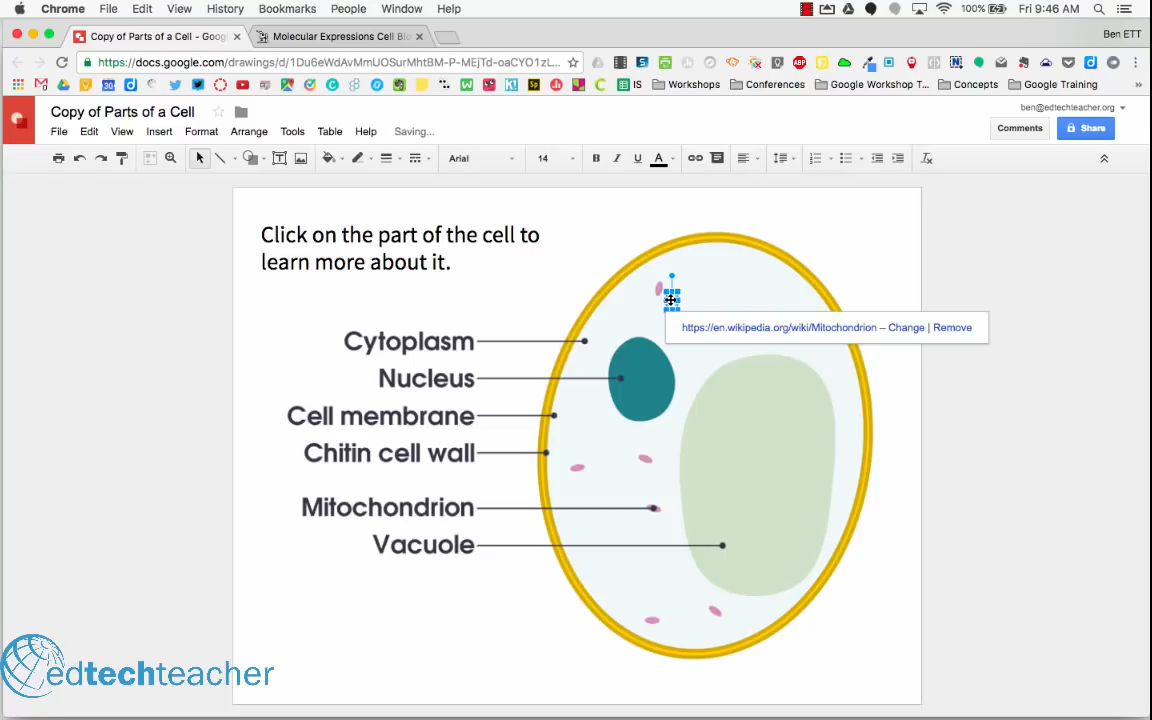 Chrome File Edit View History Bookmarks People Window Help 100% Fri 9:46 AM
Copy of Parts of a Cell - Goog Molecular Expressions Cell Bio Ben ETT
https://docs.google.com/drawings/d/1Du6eWdAvMmUOSurMhtBM-P-MEjTd-oaCYO1zL...
IS Workshops Conferences Google Workshop T... Concepts Google Training »
Copy of Parts of a Cell
ben@edtechteacher.org
File Edit View Insert Format Arrange Tools Table Help Saving...
Comments Share
Arial 14 B I U A
Click on the part of the cell to
learn more about it.
https://en.wikipedia.org/wiki/Mitochondrion – Change | Remove
Cytoplasm
Nucleus
Cell membrane
Chitin cell wall
Mitochondrion
Vacuole
edtechteacher